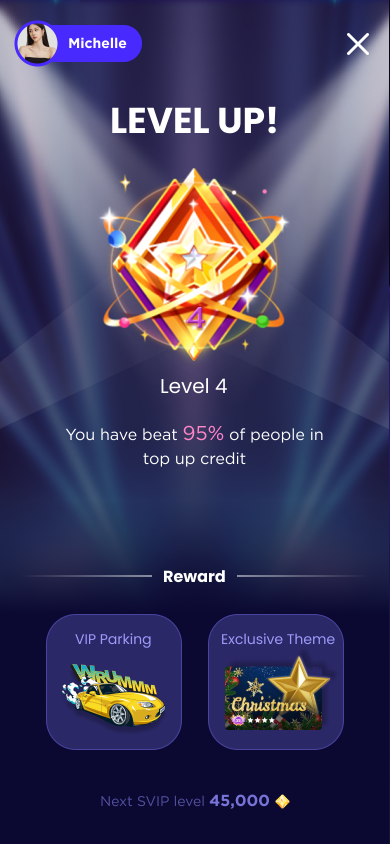 Michelle
LEVEL UP!
4
Level 4
You have beat 95% of people in
top up credit
Reward
VIP Parking
Exclusive Theme
WRUMMM
Christmas
Next SVIP level 45,000